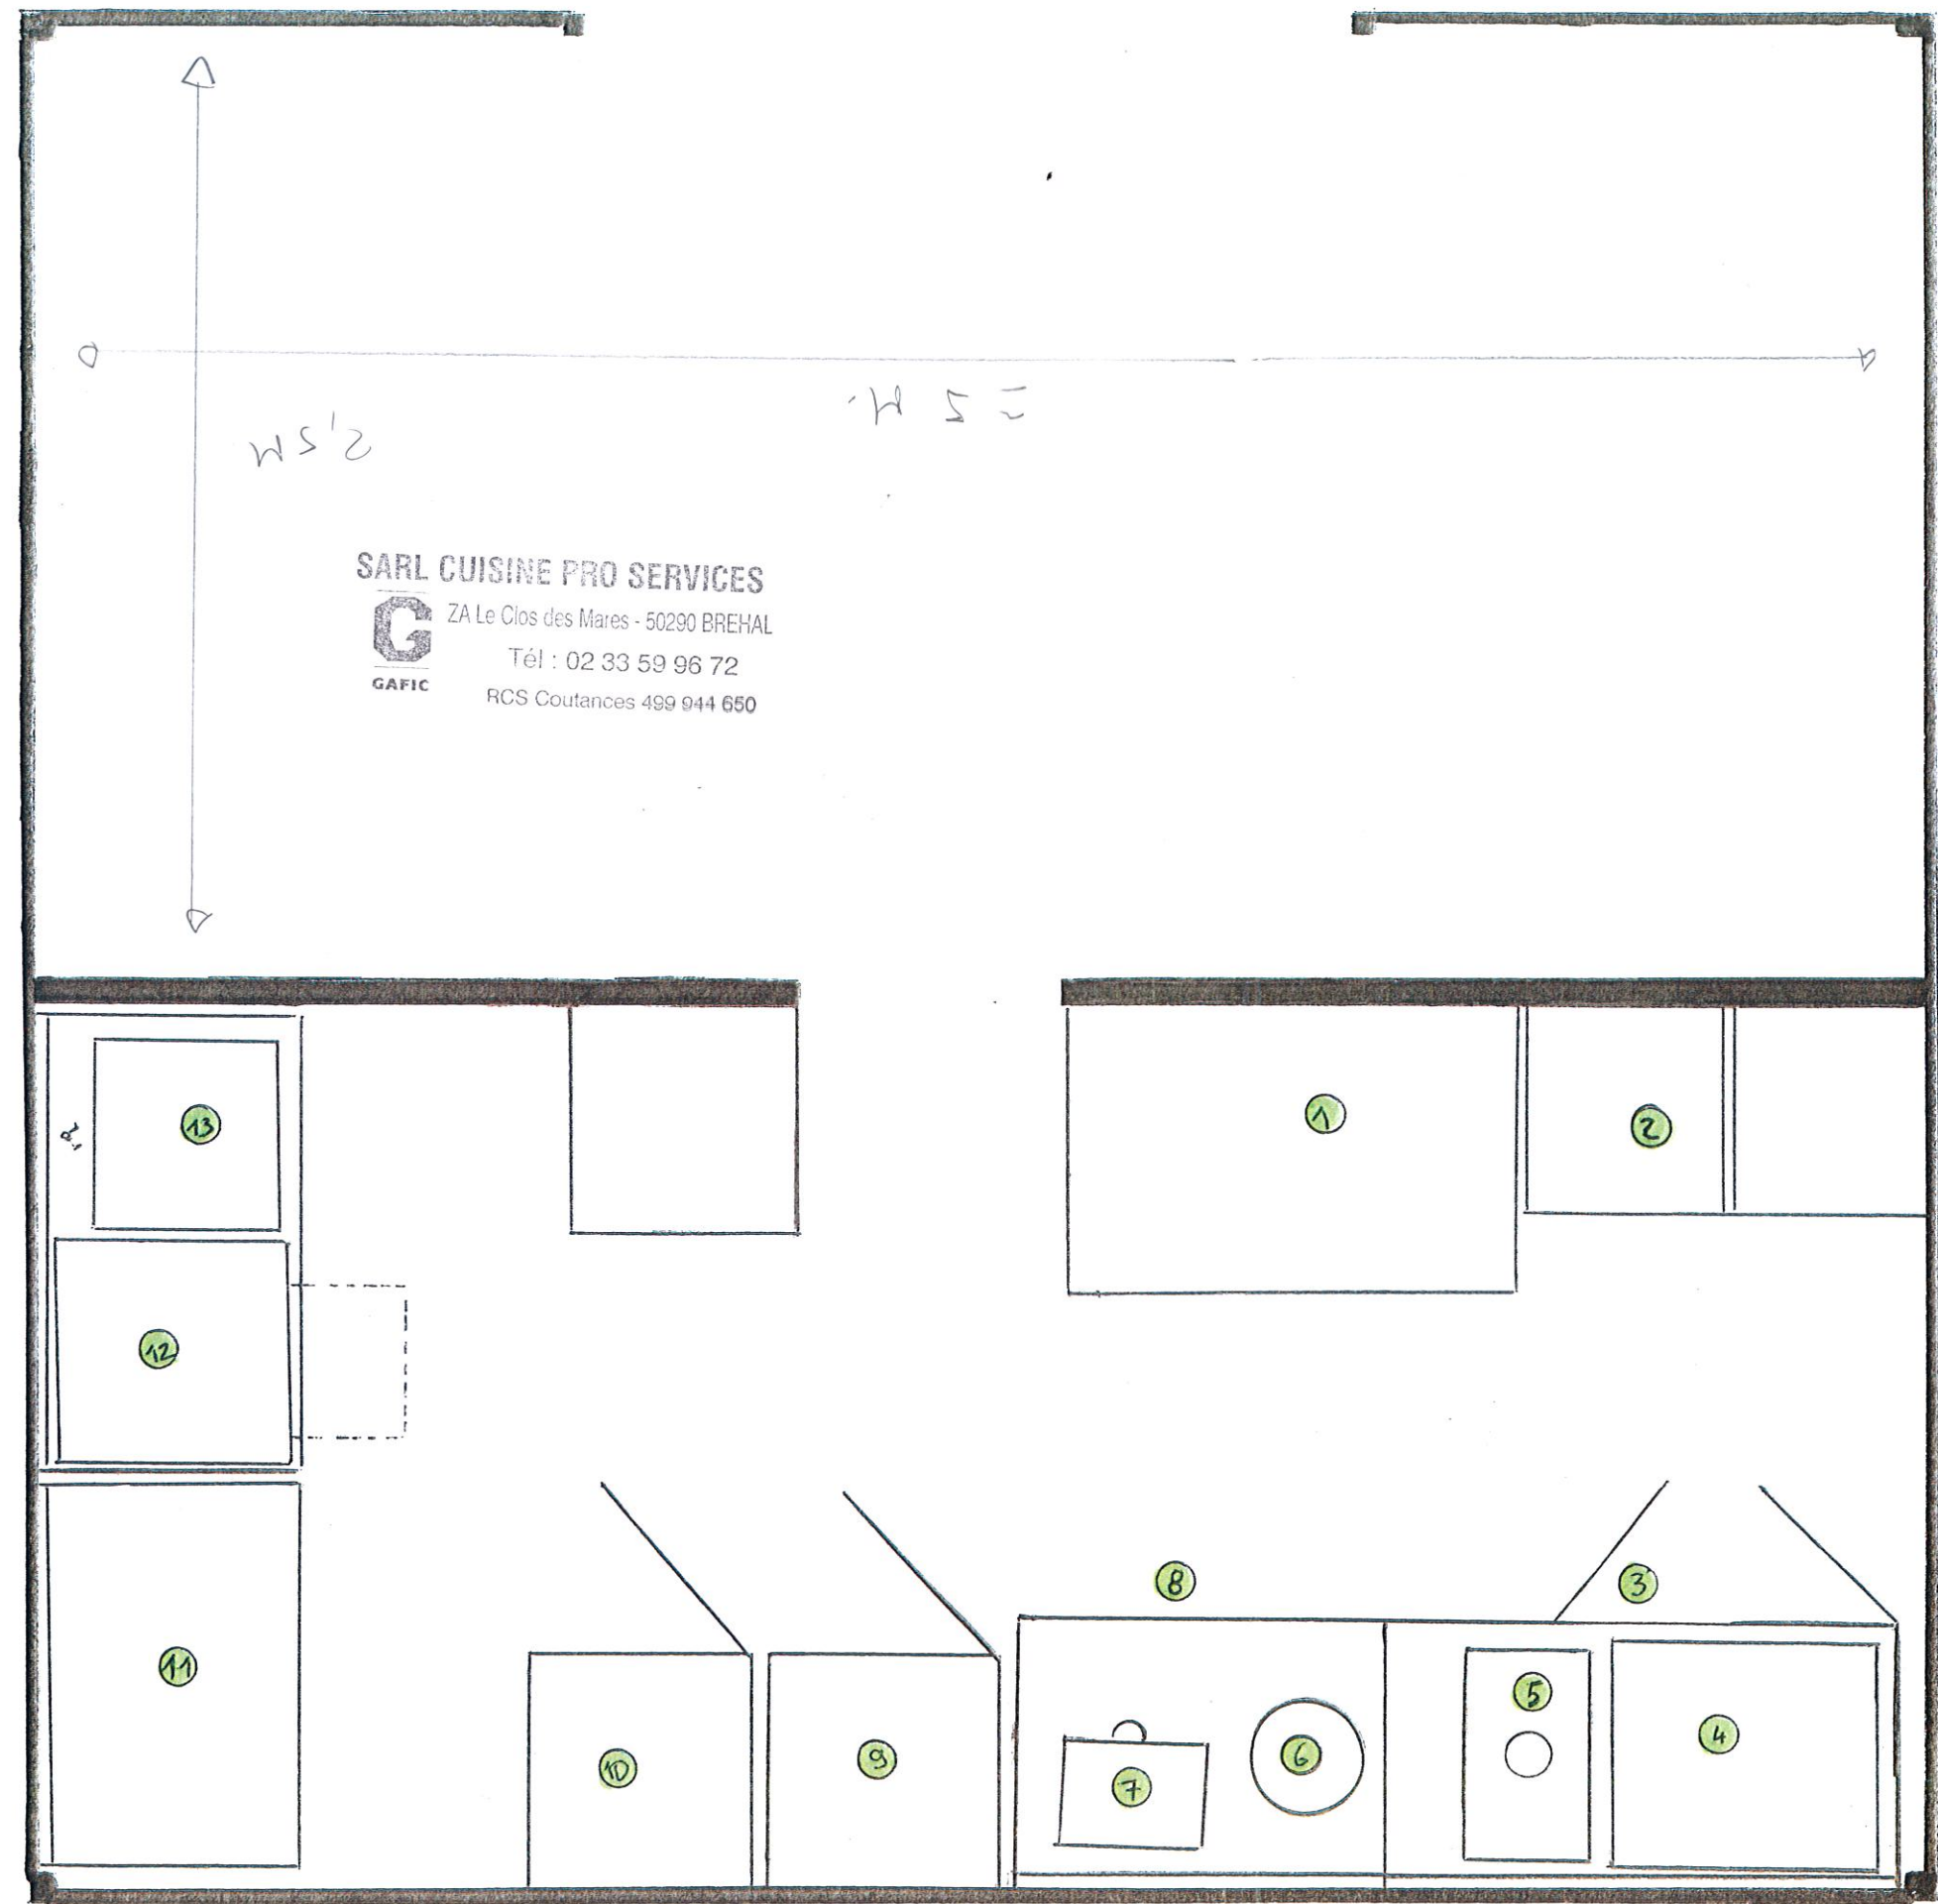 ≈ 5 M.
2,5M
SARL CUISINE PRO SERVICES
G
ZA Le Clos des Mares - 50290 BREHAL
Tél : 02 33 59 96 72
GAFIC
RCS Coutances 499 944 650
13
1
2
12
8
3
11
5
4
10
9
7
6